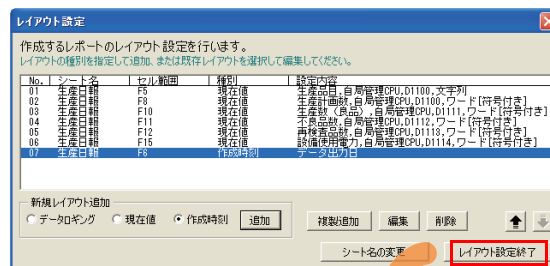 レイアウト設定
作成するレポートのレイアウト設定を行います。
レイアウトの種別を指定して追加、または既存レイアウトを選択して編集してください。
No. シート名 セル範囲 種別 設定内容
01 生産日報 F5 現在値 生産品目,自局管理CPU,D1100,文字列
02 生産日報 F8 現在値 生産計画数,自局管理CPU,D1100,ワード[符号付き]
03 生産日報 F10 現在値 生産数（良品）,自局管理CPU,D1111,ワード[符号付き]
04 生産日報 F11 現在値 不良品数,自局管理CPU,D1112,ワード[符号付き]
05 生産日報 F12 現在値 再検査品数,自局管理CPU,D1113,ワード[符号付き]
06 生産日報 F15 現在値 設備使用電力,自局管理CPU,D1114,ワード[符号付き]
07 生産日報 F6 作成時刻 データ出力日
新規レイアウト追加
データロギング 現在値 作成時刻 追加 複製追加 編集 削除
シート名の変更 レイアウト設定終了